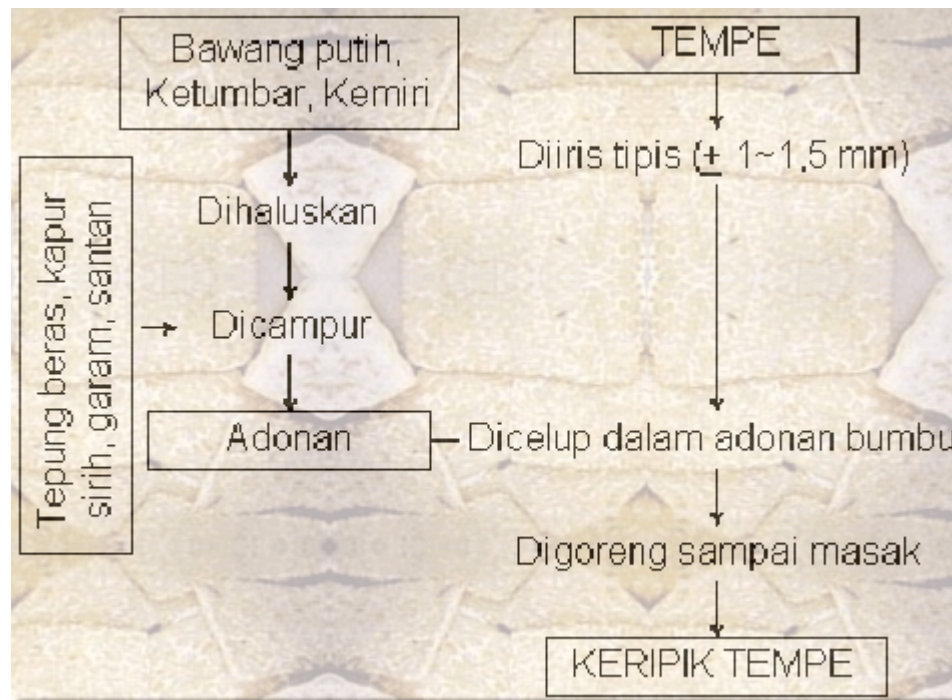 Bawang putih,
Ketumbar, Kemiri
Dihaluskan
Tepung beras, kapur
sirih, garam, santan
Dicampur
Adonan
TEMPE
Diiris tipis (± 1~1,5 mm)
Dicelup dalam adonan bumbu
Digoreng sampai masak
KERIPIK TEMPE